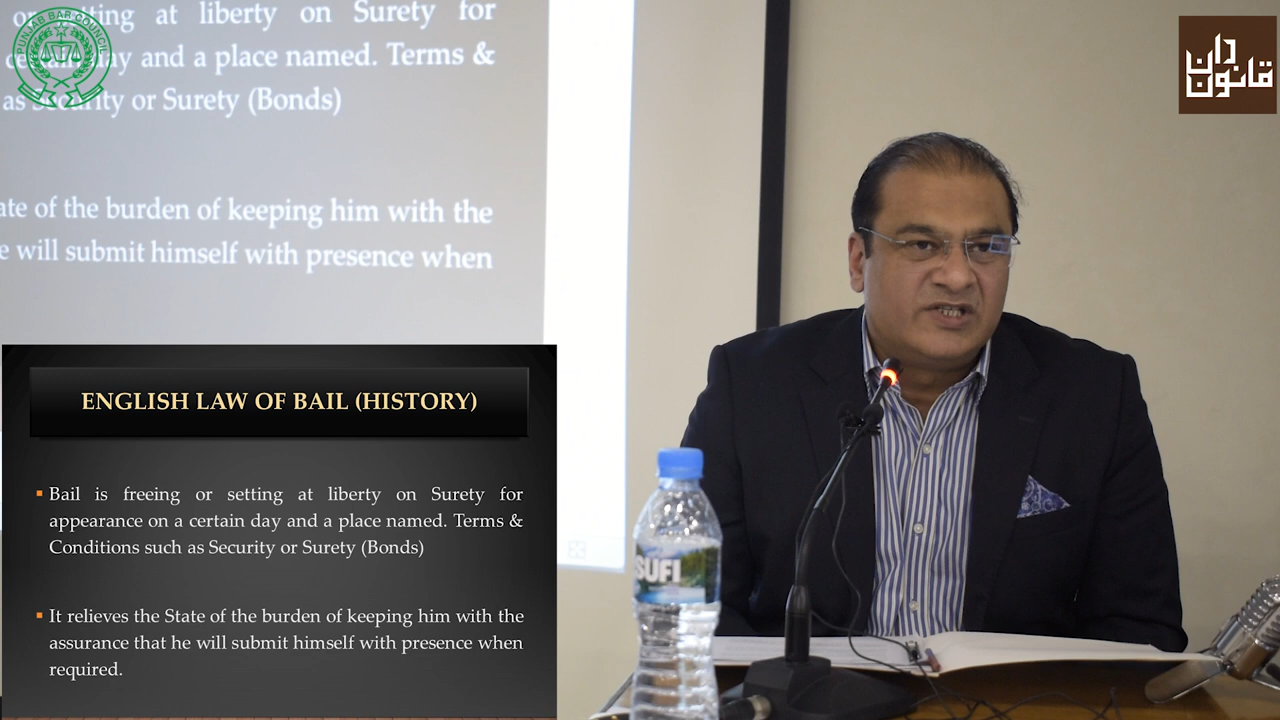 or setting at liberty on Surety for
certain day and a place named. Terms &
as Security or Surety (Bonds)
PUNJAB BAR COUNCIL
قانون دان
ate of the burden of keeping him with the
e will submit himself with presence when
ENGLISH LAW OF BAIL (HISTORY)
▪ Bail is freeing or setting at liberty on Surety for
appearance on a certain day and a place named. Terms &
Conditions such as Security or Surety (Bonds)
▪ It relieves the State of the burden of keeping him with the
assurance that he will submit himself with presence when
required.
SUFI